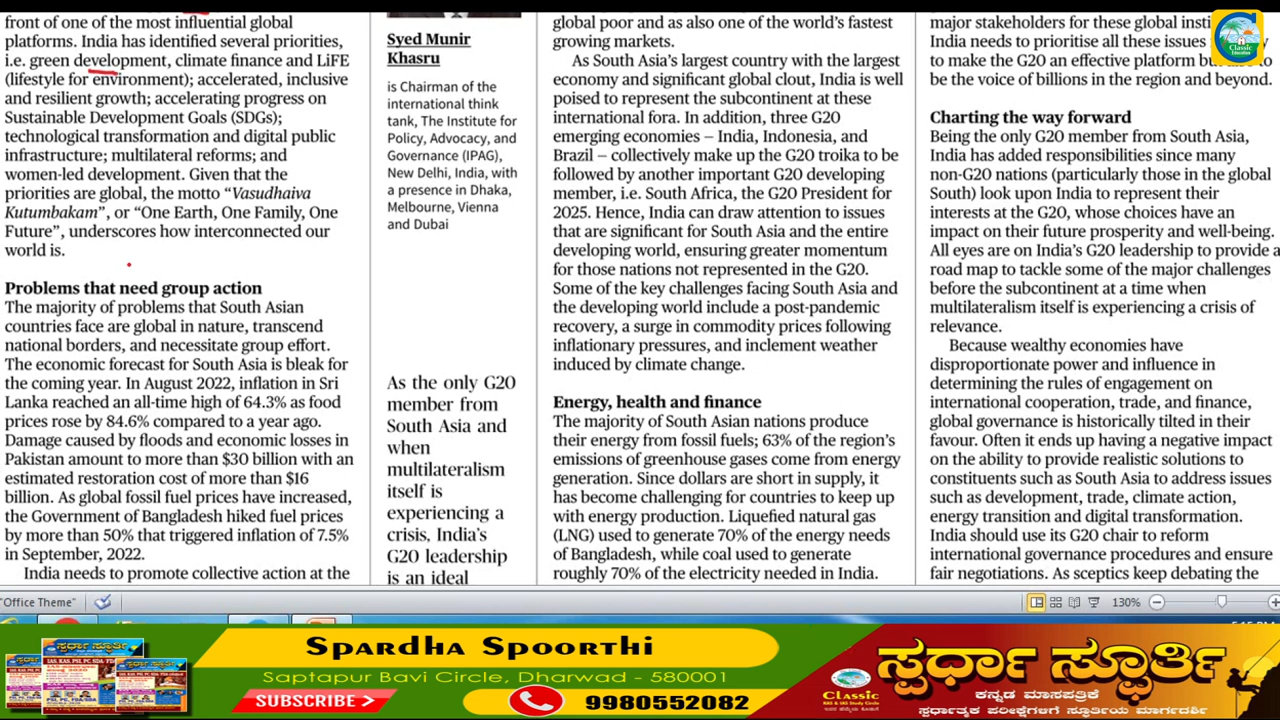 front of one of the most influential global
platforms. India has identified several priorities,
i.e. green development, climate finance and LiFE
(lifestyle for environment); accelerated, inclusive
and resilient growth; accelerating progress on
Sustainable Development Goals (SDGs);
technological transformation and digital public
infrastructure; multilateral reforms; and
women-led development. Given that the
priorities are global, the motto “Vasudhaiva
Kutumbakam”, or “One Earth, One Family, One
Future”, underscores how interconnected our
world is.
Problems that need group action
The majority of problems that South Asian
countries face are global in nature, transcend
national borders, and necessitate group effort.
The economic forecast for South Asia is bleak for
the coming year. In August 2022, inflation in Sri
Lanka reached an all-time high of 64.3% as food
prices rose by 84.6% compared to a year ago.
Damage caused by floods and economic losses in
Pakistan amount to more than $30 billion with an
estimated restoration cost of more than $16
billion. As global fossil fuel prices have increased,
the Government of Bangladesh hiked fuel prices
by more than 50% that triggered inflation of 7.5%
in September, 2022.
India needs to promote collective action at the
Syed Munir
Khasru
is Chairman of the
international think
tank, The Institute for
Policy, Advocacy, and
Governance (IPAG),
New Delhi, India, with
a presence in Dhaka,
Melbourne, Vienna
and Dubai
As the only G20
member from
South Asia and
when
multilateralism
itself is
experiencing a
crisis, India’s
G20 leadership
is an ideal
global poor and as also one of the world’s fastest
growing markets.
As South Asia’s largest country with the largest
economy and significant global clout, India is well
poised to represent the subcontinent at these
international fora. In addition, three G20
emerging economies — India, Indonesia, and
Brazil — collectively make up the G20 troika to be
followed by another important G20 developing
member, i.e. South Africa, the G20 President for
2025. Hence, India can draw attention to issues
that are significant for South Asia and the entire
developing world, ensuring greater momentum
for those nations not represented in the G20.
Some of the key challenges facing South Asia and
the developing world include a post-pandemic
recovery, a surge in commodity prices following
inflationary pressures, and inclement weather
induced by climate change.
Energy, health and finance
The majority of South Asian nations produce
their energy from fossil fuels; 63% of the region’s
emissions of greenhouse gases come from energy
generation. Since dollars are short in supply, it
has become challenging for countries to keep up
with energy production. Liquefied natural gas
(LNG) used to generate 70% of the energy needs
of Bangladesh, while coal used to generate
roughly 70% of the electricity needed in India.
major stakeholders for these global insti
India needs to prioritise all these issues
to make the G20 an effective platform but
be the voice of billions in the region and beyond.
Charting the way forward
Being the only G20 member from South Asia,
India has added responsibilities since many
non-G20 nations (particularly those in the global
South) look upon India to represent their
interests at the G20, whose choices have an
impact on their future prosperity and well-being.
All eyes are on India’s G20 leadership to provide a
road map to tackle some of the major challenges
before the subcontinent at a time when
multilateralism itself is experiencing a crisis of
relevance.
Because wealthy economies have
disproportionate power and influence in
determining the rules of engagement on
international cooperation, trade, and finance,
global governance is historically tilted in their
favour. Often it ends up having a negative impact
on the ability to provide realistic solutions to
constituents such as South Asia to address issues
such as development, trade, climate action,
energy transition and digital transformation.
India should use its G20 chair to reform
international governance procedures and ensure
fair negotiations. As sceptics keep debating the
Classic
Education
"Office Theme"
130%
Spardha Spoorthi
Saptapur Bavi Circle, Dharwad - 580001
SUBSCRIBE
9980552082
Classic
IAS & KAS Study Circle
ಸ್ಪರ್ಧಾ ಸ್ಫೂರ್ತಿ
ಕನ್ನಡ ಮಾಸಪತ್ರಿಕೆ
ಸ್ಪರ್ಧಾತ್ಮಕ ಪರೀಕ್ಷೆಗಳಿಗೆ ಸ್ಫೂರ್ತಿಯ ಮಾರ್ಗದರ್ಶಿ